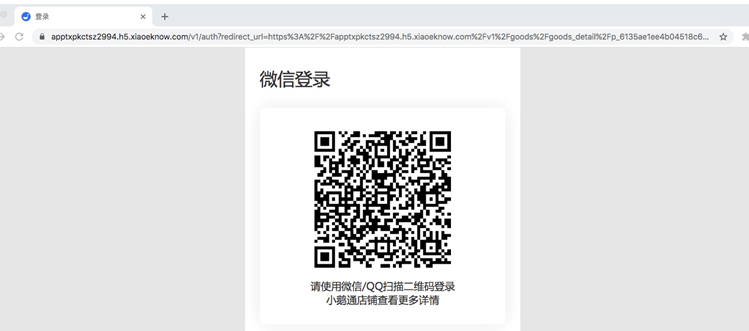 登录
apptxpkctsz2994.h5.xiaoeknow.com/v1/auth?redirect_url=https%3A%2F%2Fapptxpkctsz2994.h5.xiaoeknow.com%2Fv1%2Fgoods%2Fgoods_detail%2Fp_6135ae1ee4b04518c6...
微信登录
请使用微信/QQ扫描二维码登录
小鹅通店铺查看更多详情